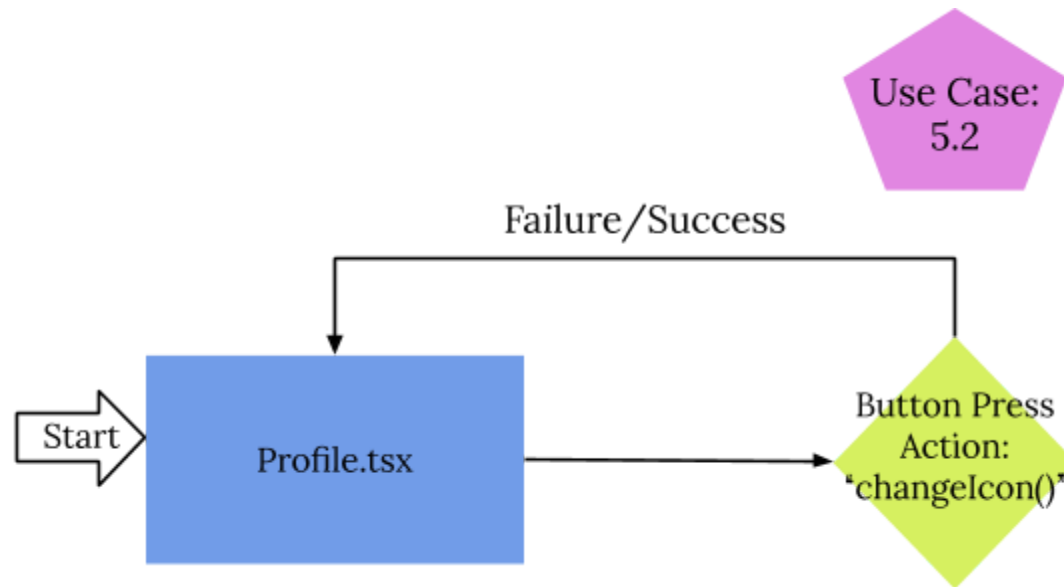 Use Case:
5.2
Failure/Success
Start
Profile.tsx
Button Press
Action:
“changeIcon()”